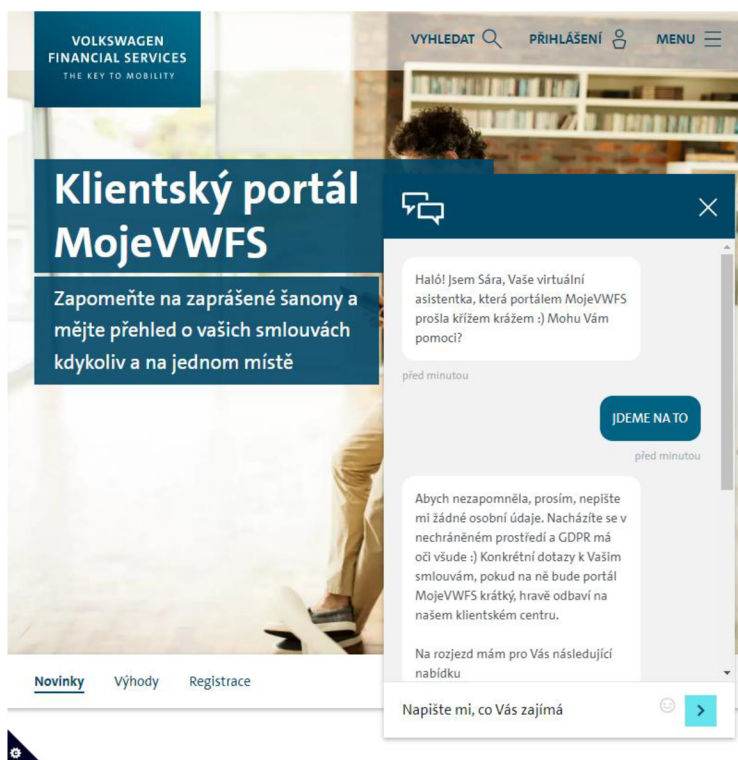 VOLKSWAGEN
FINANCIAL SERVICES
THE KEY TO MOBILITY
VYHLEDAT
PŘIHLÁŠENÍ
MENU
Klientský portál
MojeVWFS
Zapomeňte na zaprášené šanony a
mějte přehled o vašich smlouvách
kdykoliv a na jednom místě
Haló! Jsem Sára, Vaše virtuální
asistentka, která portálem MojeVWFS
prošla křížem krážem :) Mohu Vám
pomoci?
před minutou
JDEME NA TO
před minutou
Abych nezapomněla, prosím, nepište
mi žádné osobní údaje. Nacházíte se v
nechráněném prostředí a GDPR má
oči všude :) Konkrétní dotazy k Vašim
smlouvám, pokud na ně bude portál
MojeVWFS krátký, hravě odbaví na
našem klientském centru.
Na rozjezd mám pro Vás následující
nabídku
Napište mi, co Vás zajímá
Novinky
Výhody
Registrace